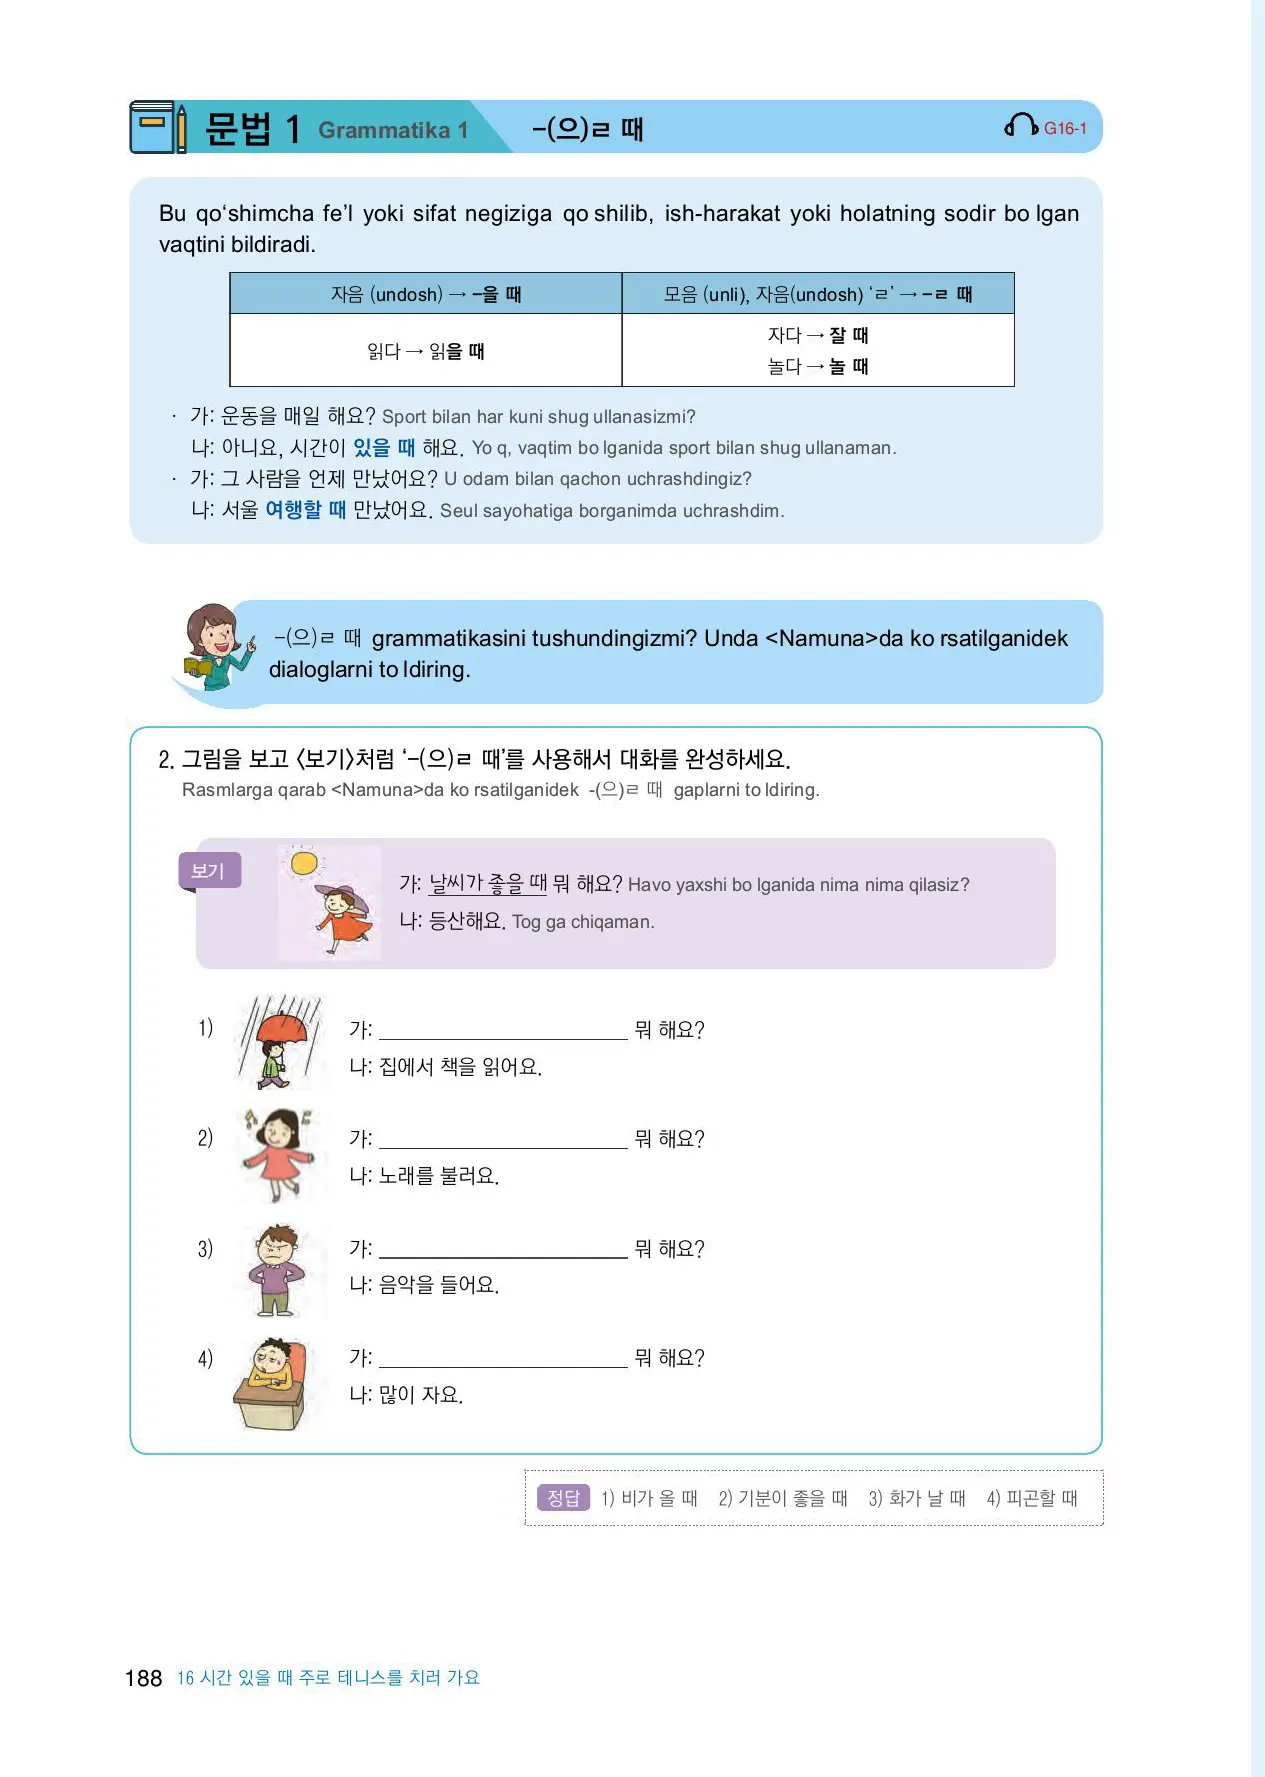 문법 1 Grammatika 1 -(으)ㄹ 때 G16-1
Bu qo‘shimcha fe’l yoki sifat negiziga qo shilib, ish-harakat yoki holatning sodir bo lgan
vaqtini bildiradi.
자음 (undosh) → -을 때 모음 (unli), 자음(undosh) ‘ㄹ’ → -ㄹ 때
읽다 → 읽을 때
자다 → 잘 때
놀다 → 놀 때
· 가: 운동을 매일 해요? Sport bilan har kuni shug ullanasizmi?
나: 아니요, 시간이 있을 때 해요. Yo q, vaqtim bo lganida sport bilan shug ullanaman.
· 가: 그 사람을 언제 만났어요? U odam bilan qachon uchrashdingiz?
나: 서울 여행할 때 만났어요. Seul sayohatiga borganimda uchrashdim.
-(으)ㄹ 때 grammatikasini tushundingizmi? Unda <Namuna>da ko rsatilganidek
dialoglarni to ldiring.
2. 그림을 보고 <보기>처럼 ‘-(으)ㄹ 때’를 사용해서 대화를 완성하세요.
Rasmlarga qarab <Namuna>da ko rsatilganidek -(으)ㄹ 때 gaplarni to ldiring.
보기
가: 날씨가 좋을 때 뭐 해요? Havo yaxshi bo lganida nima nima qilasiz?
나: 등산해요. Tog ga chiqaman.
1) 가: ____________ 뭐 해요?
나: 집에서 책을 읽어요.
2) 가: ____________ 뭐 해요?
나: 노래를 불러요.
3) 가: ____________ 뭐 해요?
나: 음악을 들어요.
4) 가: ____________ 뭐 해요?
나: 많이 자요.
정답 1) 비가 올 때 2) 기분이 좋을 때 3) 화가 날 때 4) 피곤할 때
188 16 시간 있을 때 주로 테니스를 치러 가요